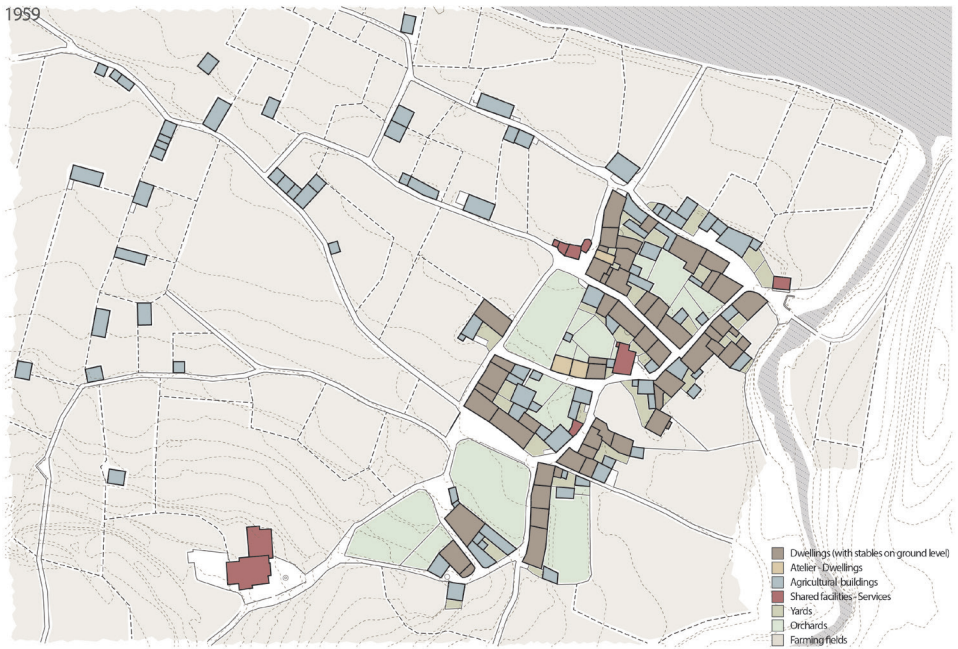 1959
Dwellings (with stables on ground level)
Atelier - Dwellings
Agricultural buildings
Shared facilities - Services
Yards
Orchards
Farming fields